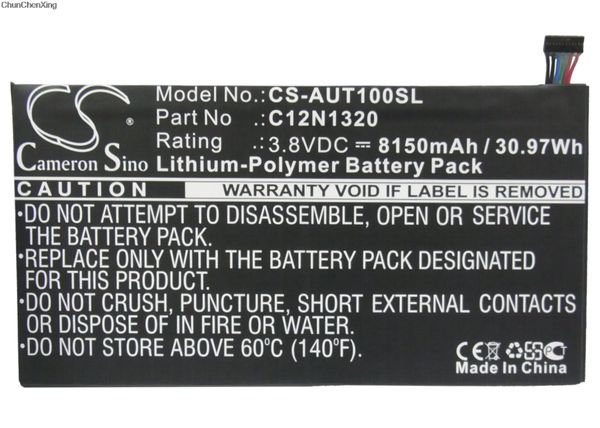 ChunChenXing
CS
Cameron Sino
Model No.: CS-AUT100SL
Part No : C12N1320
Rating : 3.8VDC ⎓ 8150mAh / 30.97Wh
Lithium-Polymer Battery Pack
CAUTION WARRANTY VOID IF LABEL IS REMOVED
•DO NOT ATTEMPT TO DISASSEMBLE, OPEN OR SERVICE
THE BATTERY PACK.
•REPLACE ONLY WITH THE BATTERY PACK DESIGNATED
FOR THIS PRODUCT.
•DO NOT CRUSH, PUNCTURE, SHORT EXTERNAL CONTACTS
OR DISPOSE OF IN FIRE OR WATER.
•DO NOT STORE ABOVE 60°C (140°F).
CE
Made In China